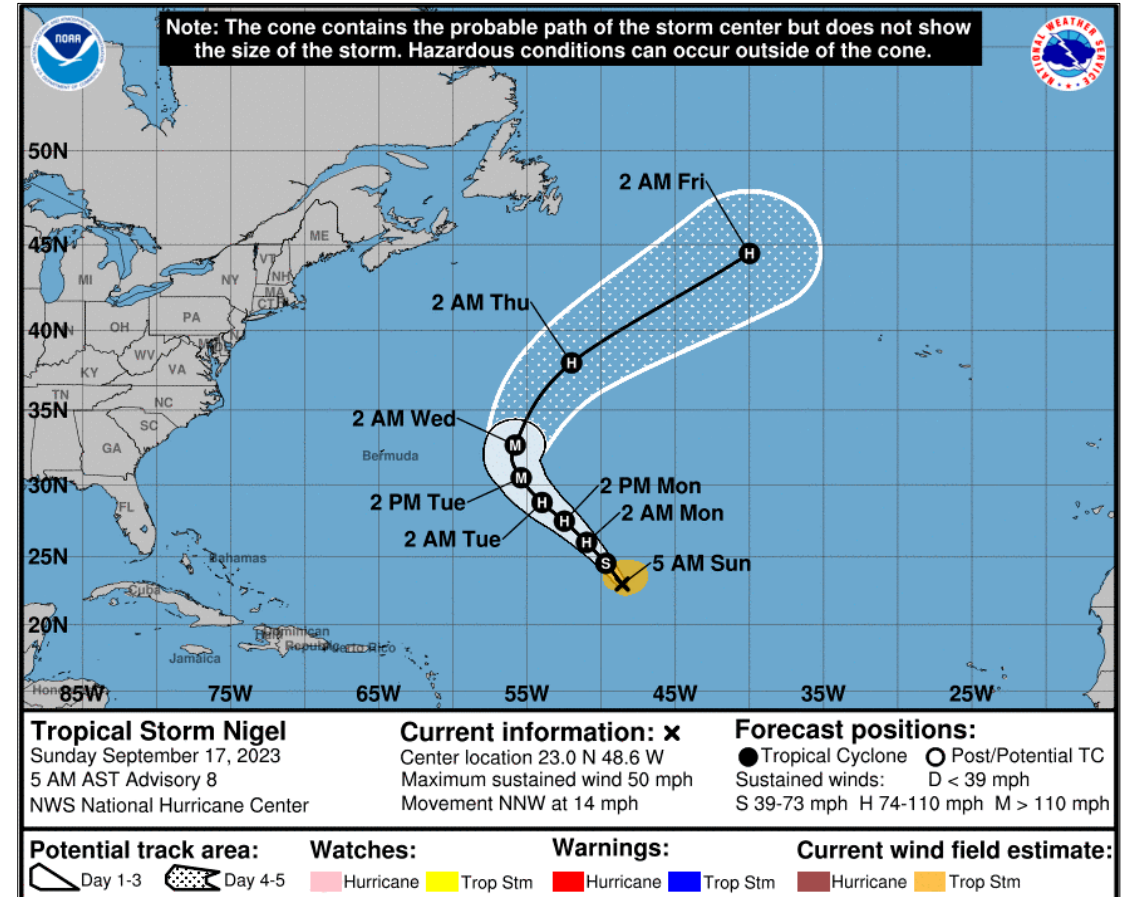 Note: The cone contains the probable path of the storm center but does not show
the size of the storm. Hazardous conditions can occur outside of the cone.
NOAA
NATIONAL WEATHER SERVICE
50N
2 AM Fri
ME
45N
VT
MI
NY
NH
MA
CT
2 AM Thu
PA
40N
OH
WV
KY
VA
TN
NC
35N
2 AM Wed
SC
GA
Bermuda
30N
2 PM Tue
2 PM Mon
FL
2 AM Mon
2 AM Tue
25N
Bahamas
5 AM Sun
Cuba
20N
Dominican
Republic
Puerto Rico
Jamaica
85W
75W
65W
55W
45W
35W
25W
H
H
M
M
H
H
H
S
Tropical Storm Nigel
Sunday September 17, 2023
5 AM AST Advisory 8
NWS National Hurricane Center
Current information: ×
Center location 23.0 N 48.6 W
Maximum sustained wind 50 mph
Movement NNW at 14 mph
Forecast positions:
Tropical Cyclone Post/Potential TC
Sustained winds: D < 39 mph
S 39-73 mph H 74-110 mph M > 110 mph
Potential track area:
Day 1-3 Day 4-5
Watches:
Hurricane Trop Stm
Warnings:
Hurricane Trop Stm
Current wind field estimate:
Hurricane Trop Stm